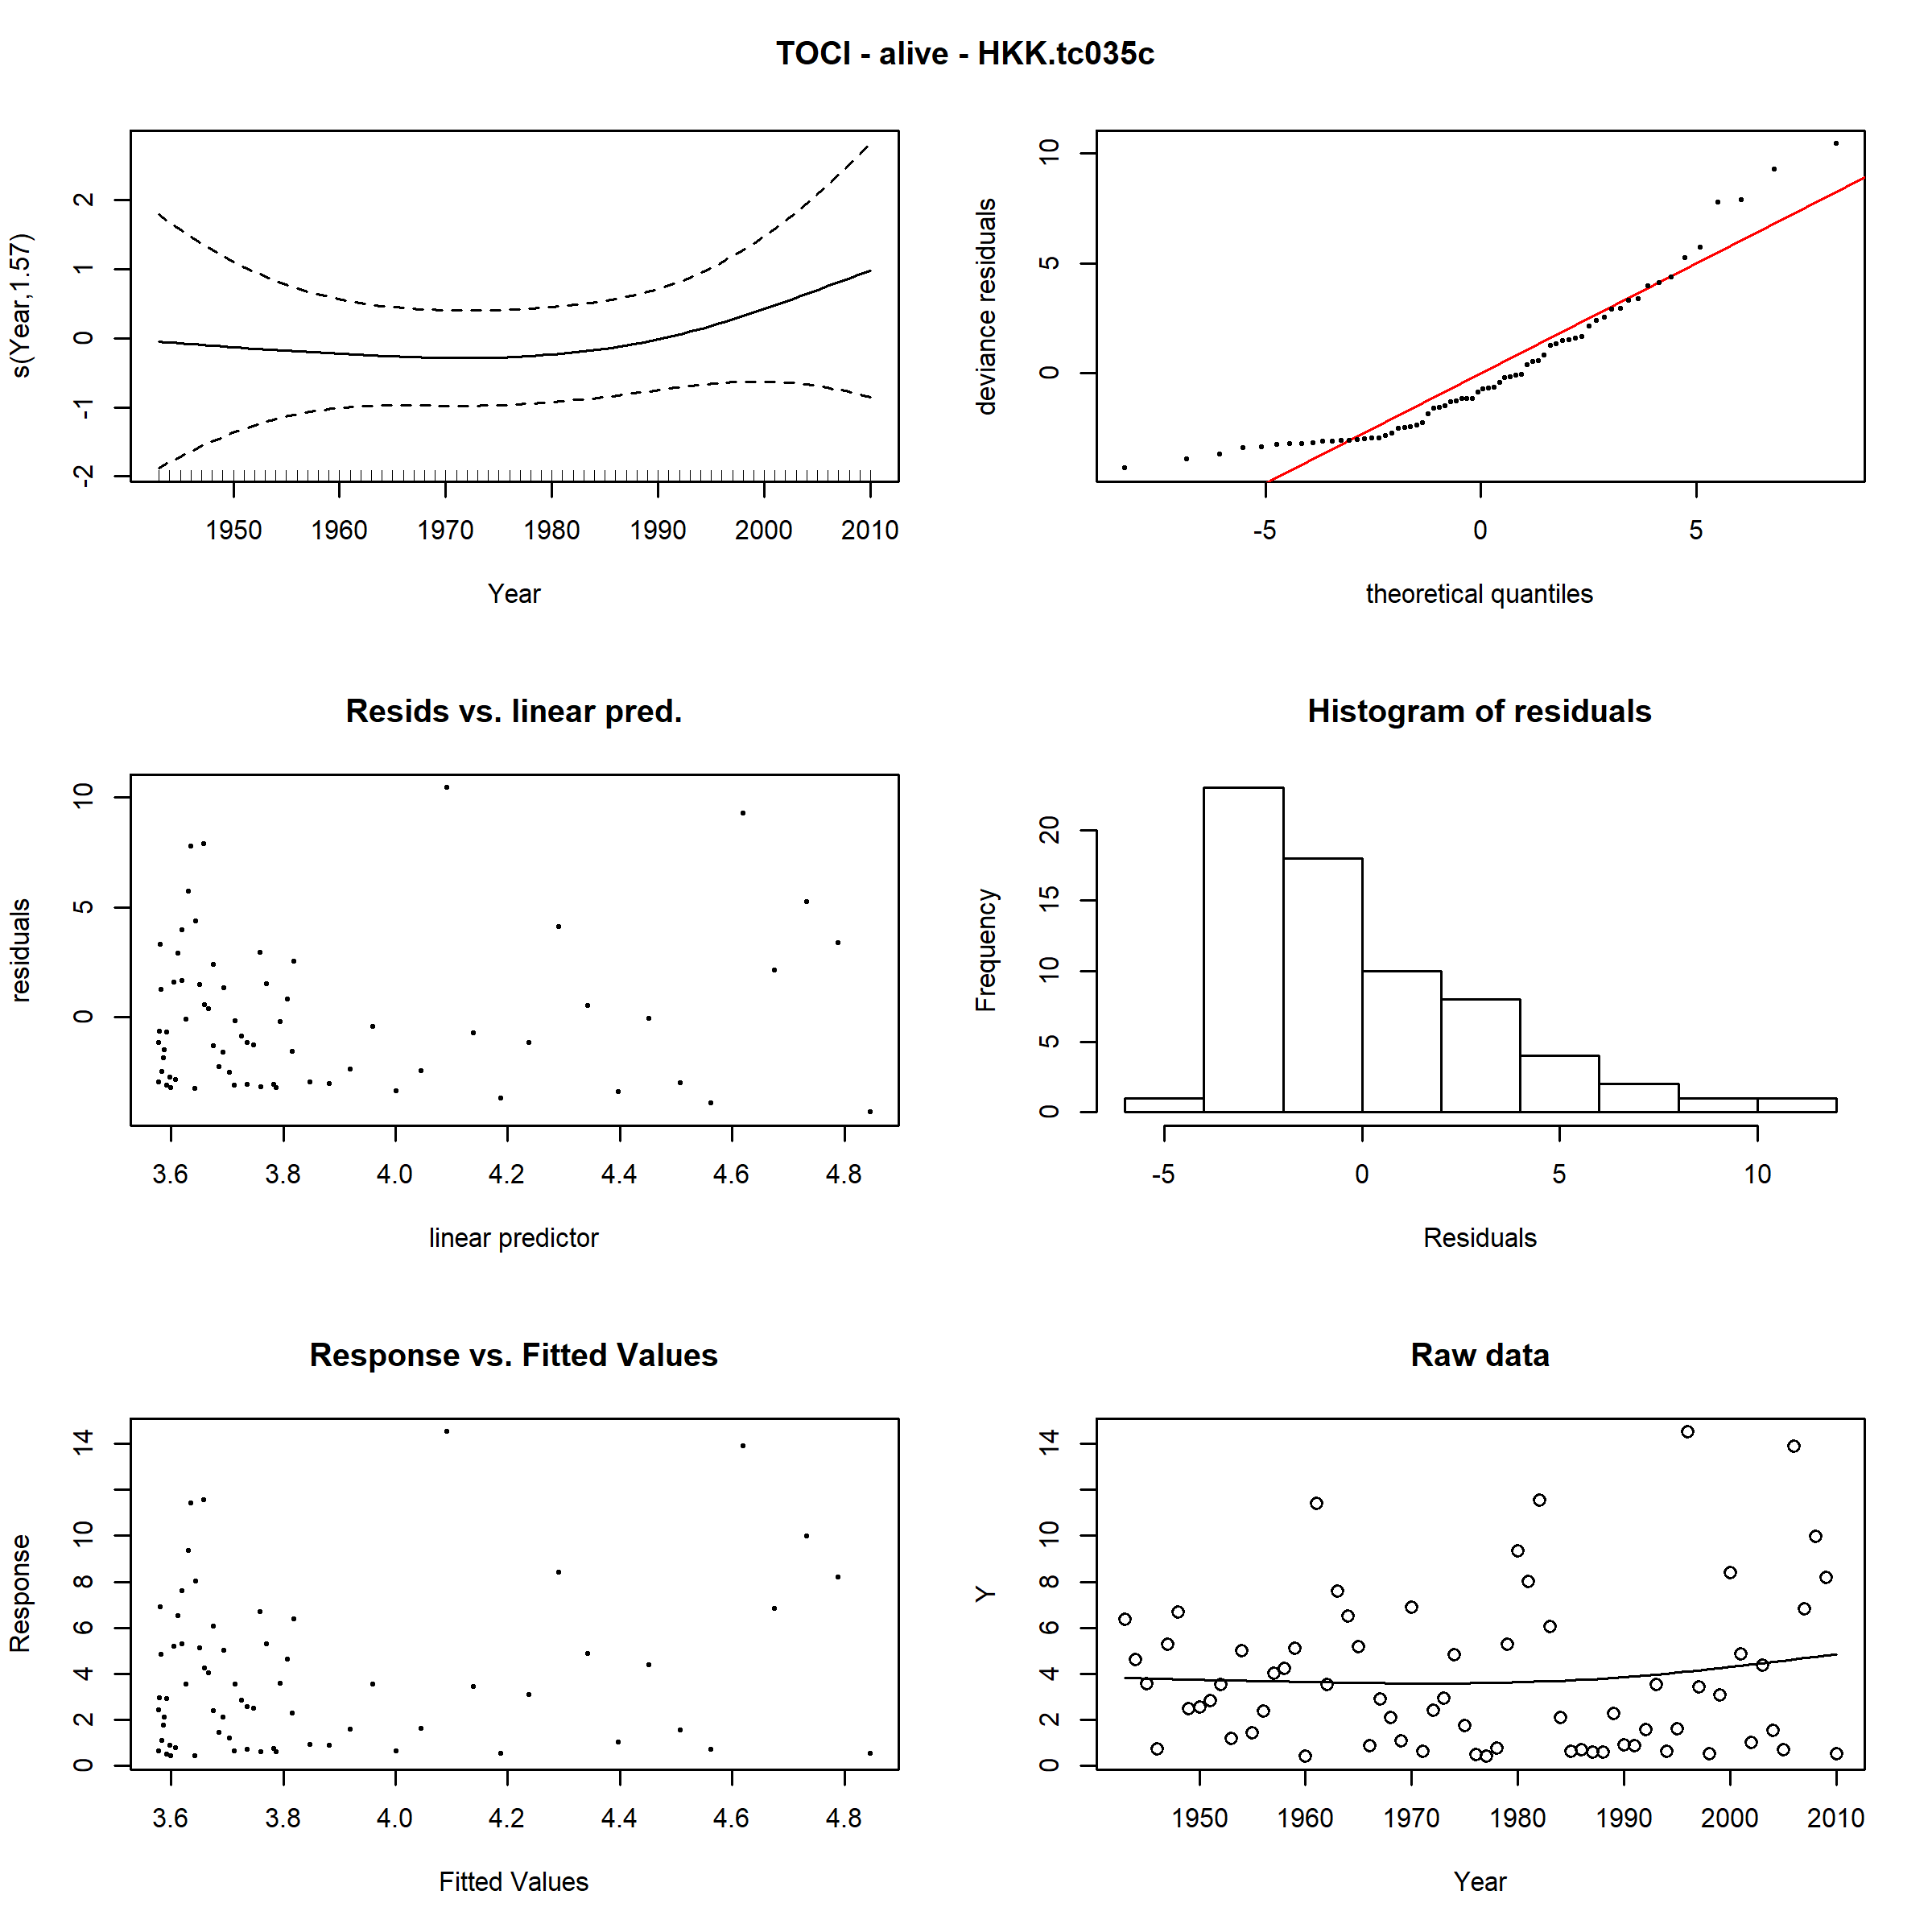 TOCI - alive - HKK.tc035c
s(Year,1.57)
2
1
0
-1
-2
1950 1960 1970 1980 1990 2000 2010
Year
deviance residuals
10
5
0
-5 0 5
theoretical quantiles
Resids vs. linear pred.
residuals
10
5
0
3.6 3.8 4.0 4.2 4.4 4.6 4.8
linear predictor
Histogram of residuals
Frequency
20
15
10
5
0
-5 0 5 10
Residuals
Response vs. Fitted Values
Response
14
10
8
6
4
2
0
3.6 3.8 4.0 4.2 4.4 4.6 4.8
Fitted Values
Raw data
Y
14
10
8
6
4
2
0
1950 1960 1970 1980 1990 2000 2010
Year